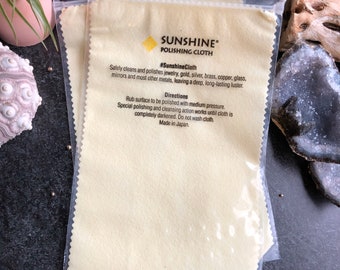 SUNSHINE®
POLISHING CLOTH
#SunshineCloth
Safely cleans and polishes jewelry, gold, silver, brass, copper, glass,
mirrors and most other metals, leaving a deep, long-lasting luster.
Directions
Rub surface to be polished with medium pressure.
Special polishing and cleansing action works until cloth is
completely darkened. Do not wash cloth.
Made in Japan.